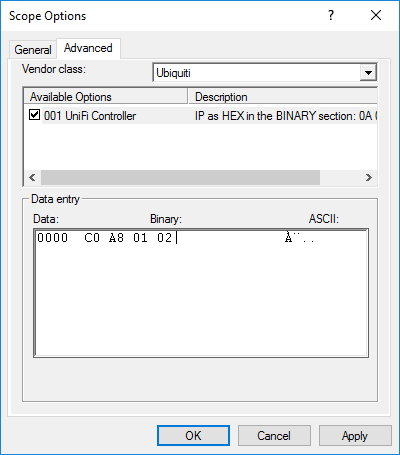 Scope Options
General Advanced
Vendor class: Ubiquiti
Available Options Description
001 UniFi Controller IP as HEX in the BINARY section: 0A 0
Data entry
Data: Binary: ASCII:
0000 C0 A8 01 02 À¨..
OK Cancel Apply